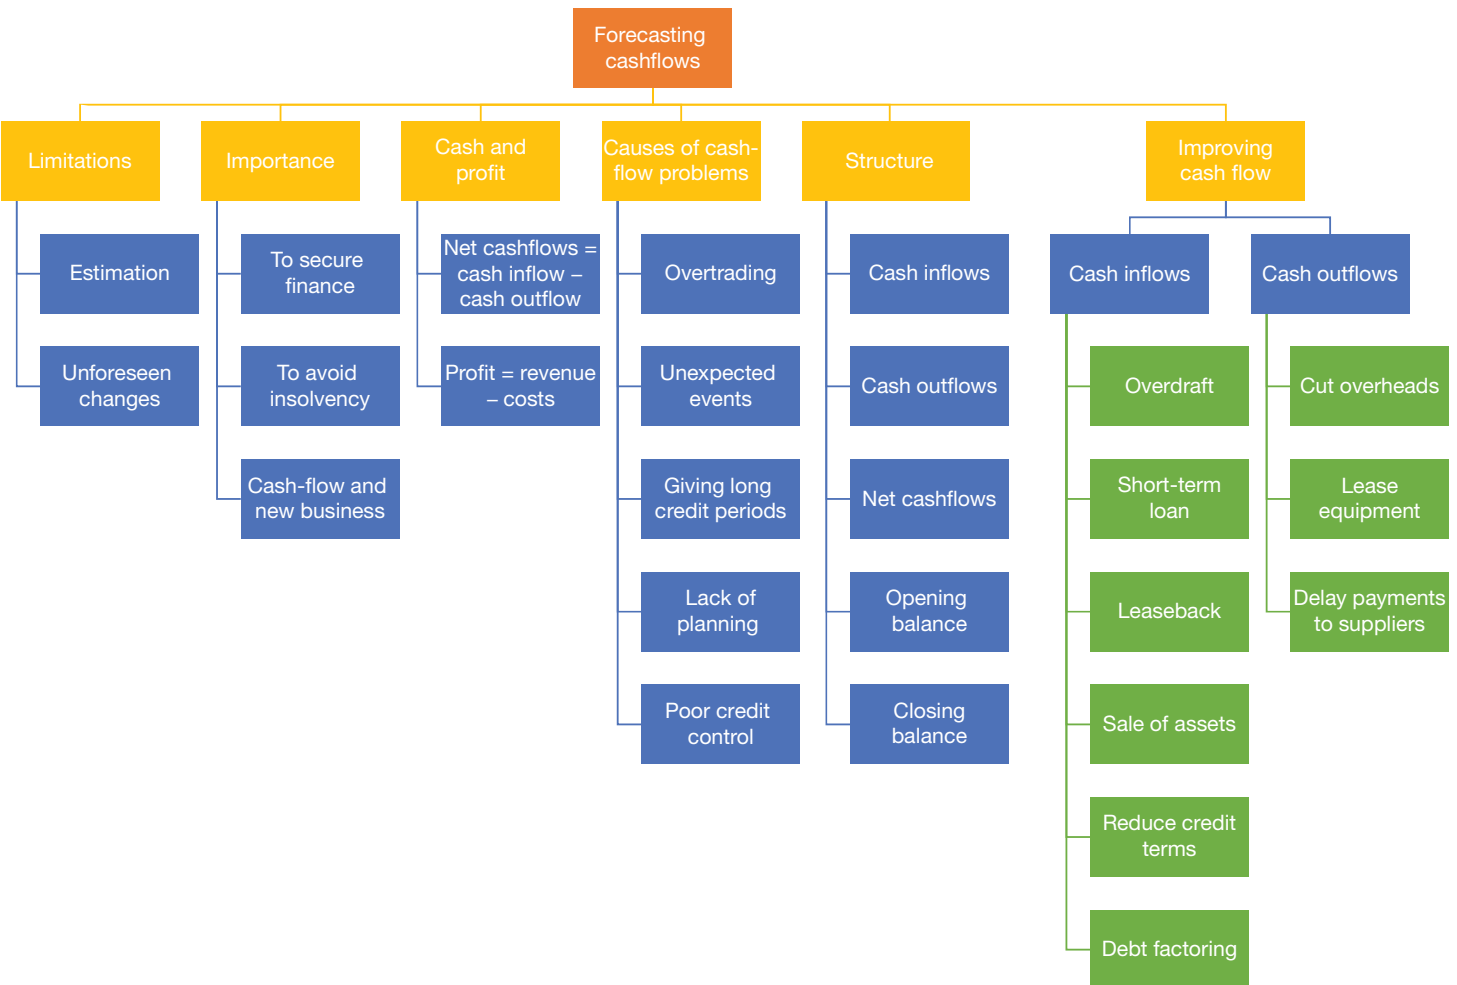 Forecasting
cashflows
Limitations
Importance
Cash and
profit
Causes of cash-
flow problems
Structure
Improving
cash flow
Estimation
Unforeseen
changes
To secure
finance
To avoid
insolvency
Cash-flow and
new business
Net cashflows =
cash inflow –
cash outflow
Profit = revenue
– costs
Overtrading
Unexpected
events
Giving long
credit periods
Lack of
planning
Poor credit
control
Cash inflows
Cash outflows
Net cashflows
Opening
balance
Closing
balance
Cash inflows
Overdraft
Short-term
loan
Leaseback
Sale of assets
Reduce credit
terms
Debt factoring
Cash outflows
Cut overheads
Lease
equipment
Delay payments
to suppliers